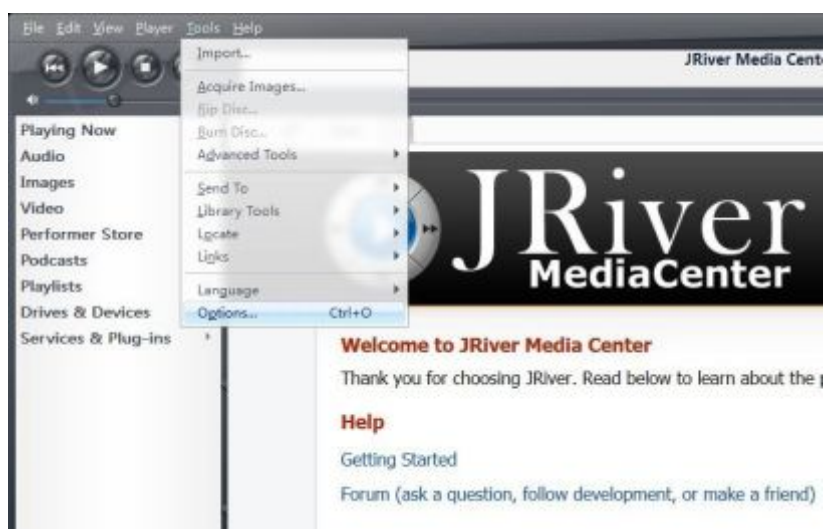 File Edit View Player Tools Help
Import...
JRiver Media Cent
Acquire Images...
Rip Disc...
Burn Disc...
Advanced Tools
Send To
Library Tools
Locate
Links
Language
Options... Ctrl+O
Playing Now
Audio
Images
Video
Performer Store
Podcasts
Playlists
Drives & Devices
Services & Plug-ins
JRiver
MediaCenter
Welcome to JRiver Media Center
Thank you for choosing JRiver. Read below to learn about the p
Help
Getting Started
Forum (ask a question, follow development, or make a friend)